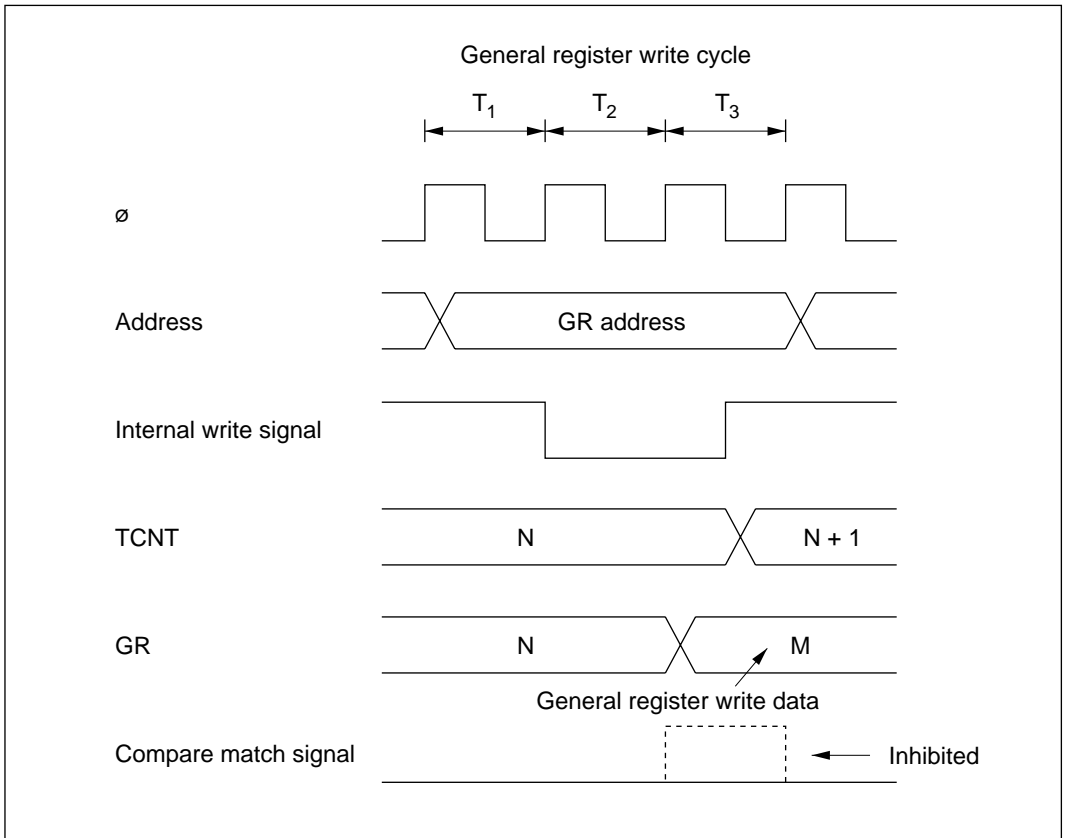 General register write cycle
T1 T2 T3
ø
Address GR address
Internal write signal
TCNT N N + 1
GR N M
General register write data
Compare match signal Inhibited